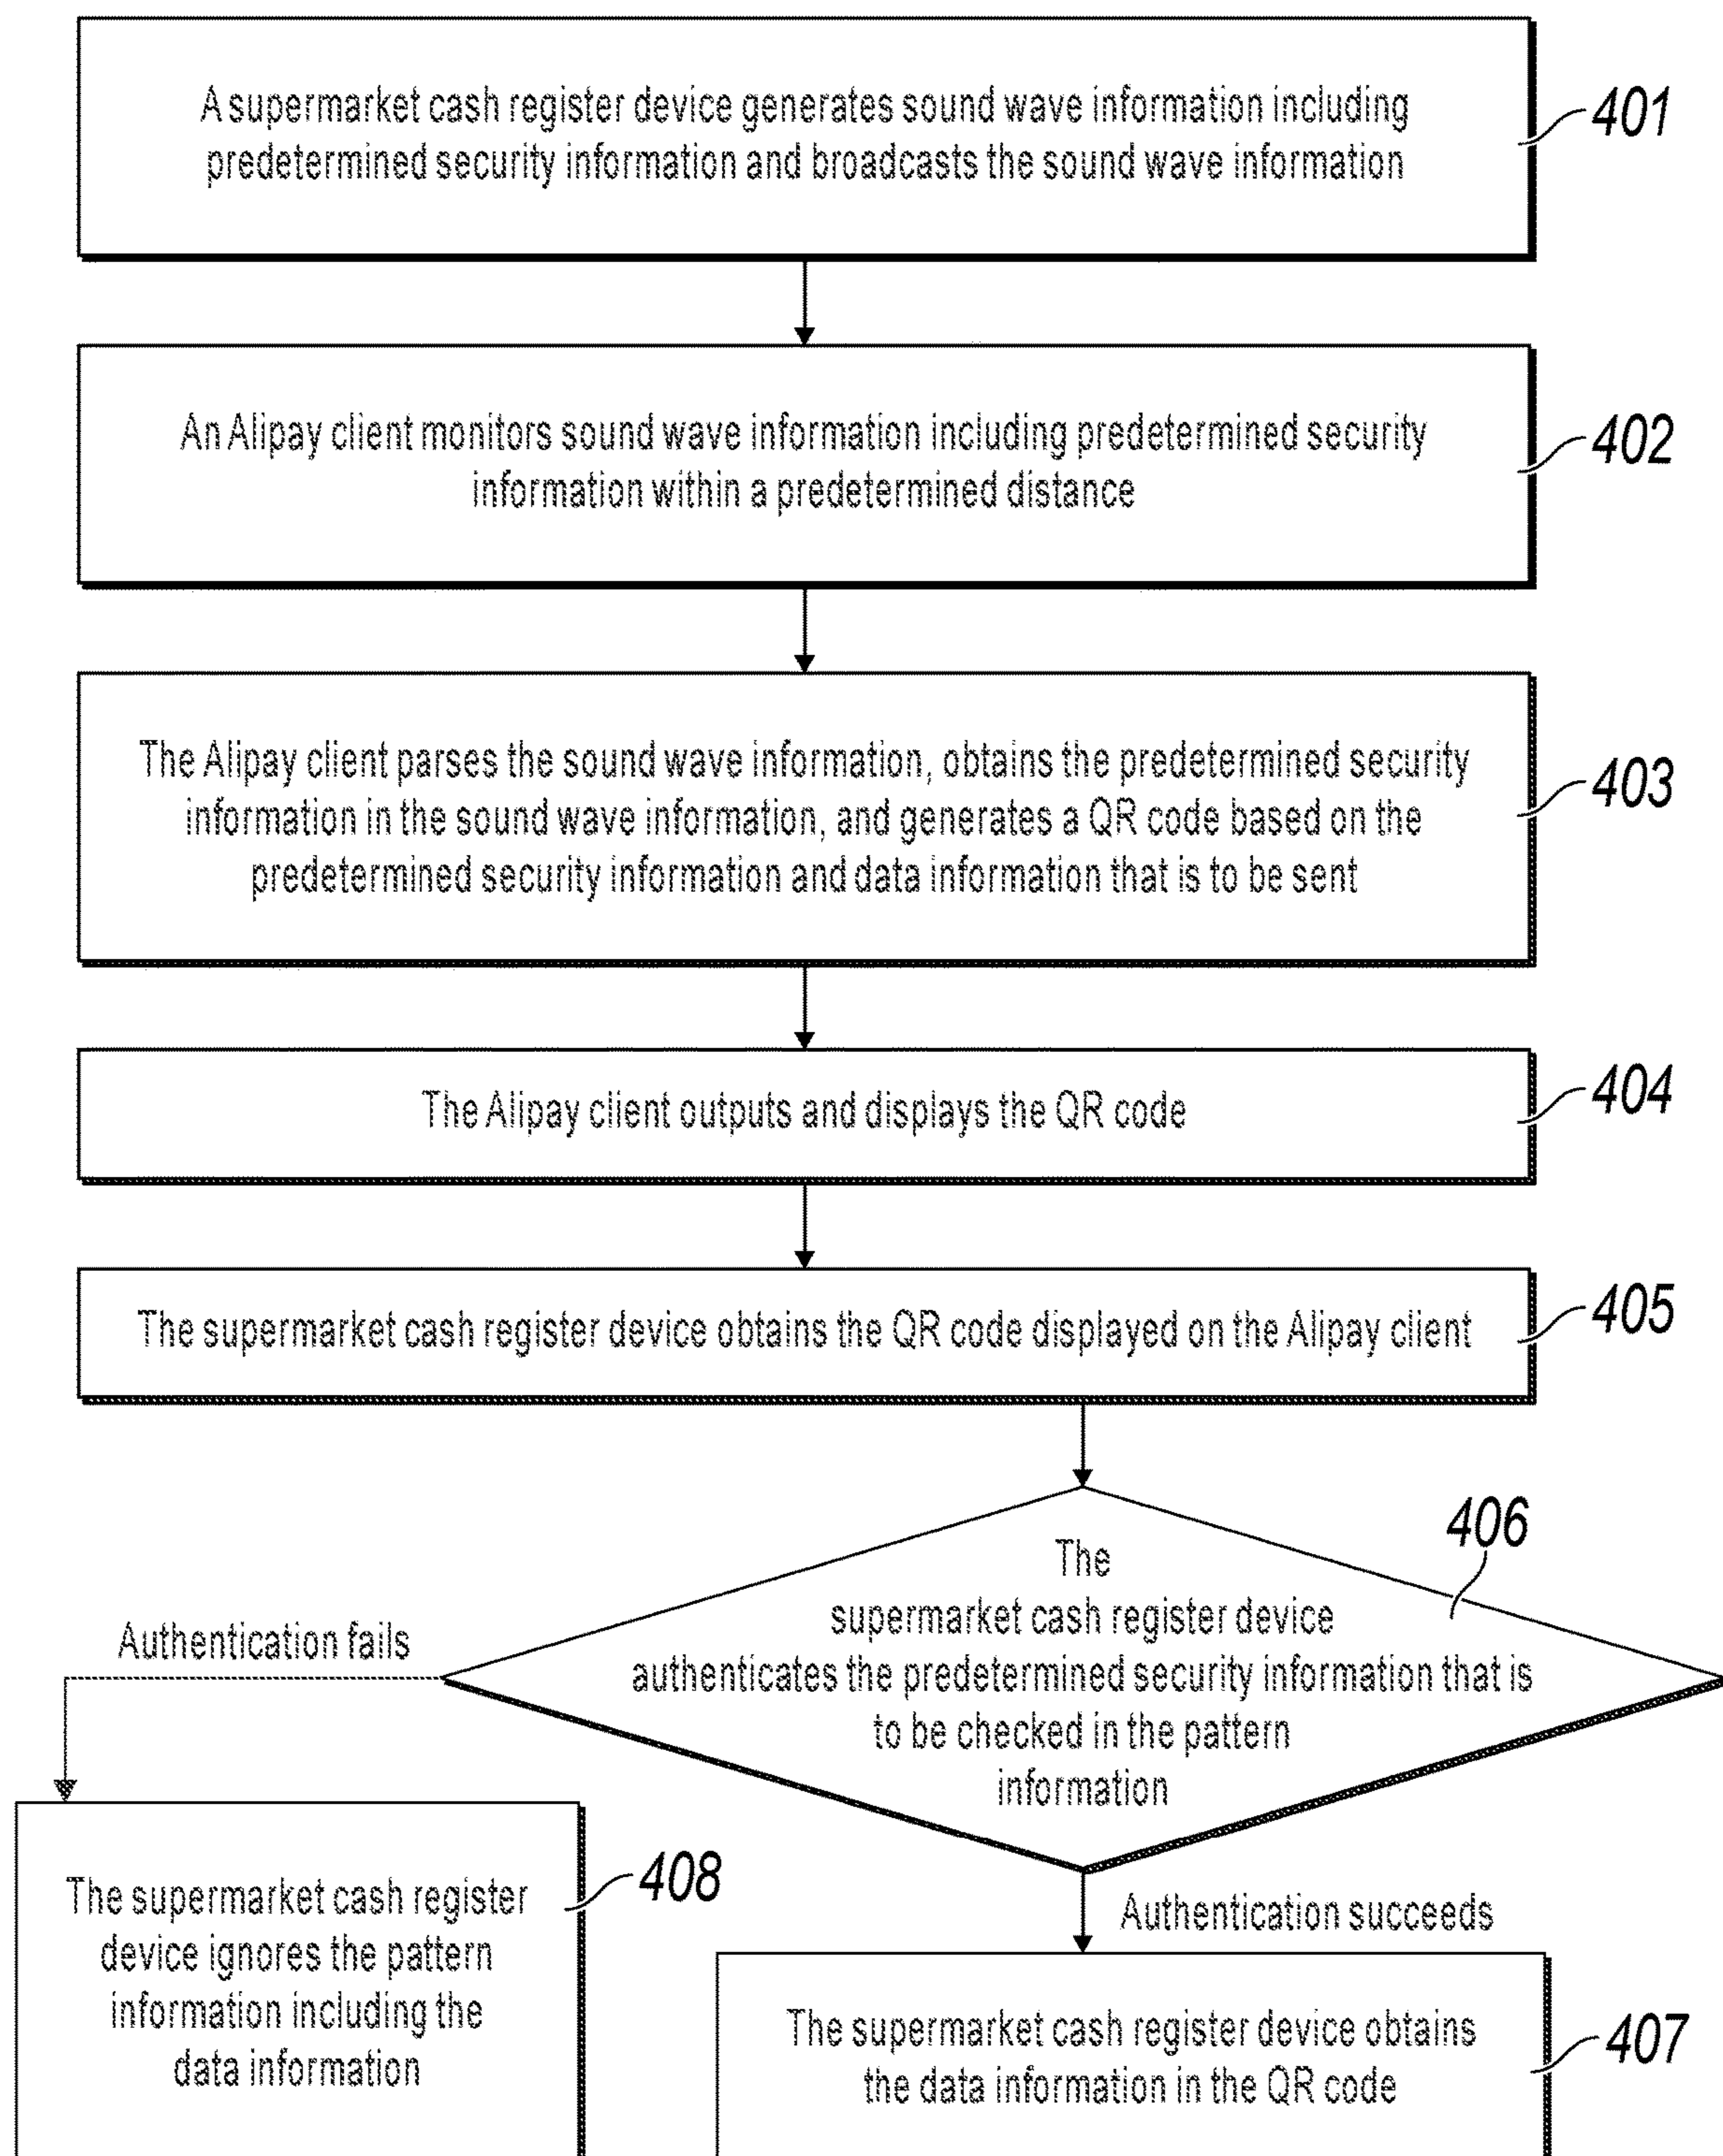 A supermarket cash register device generates sound wave information including
predetermined security information and broadcasts the sound wave information
401
An Alipay client monitors sound wave information including predetermined security
information within a predetermined distance
402
The Alipay client parses the sound wave information, obtains the predetermined security
information in the sound wave information, and generates a QR code based on the
predetermined security information and data information that is to be sent
403
The Alipay client outputs and displays the QR code
404
The supermarket cash register device obtains the QR code displayed on the Alipay client
405
406
The
supermarket cash register device
authenticates the predetermined security information that is
to be checked in the pattern
information
Authentication fails
The supermarket cash register
device ignores the pattern
information including the
data information
408
Authentication succeeds
The supermarket cash register device obtains
the data information in the QR code
407